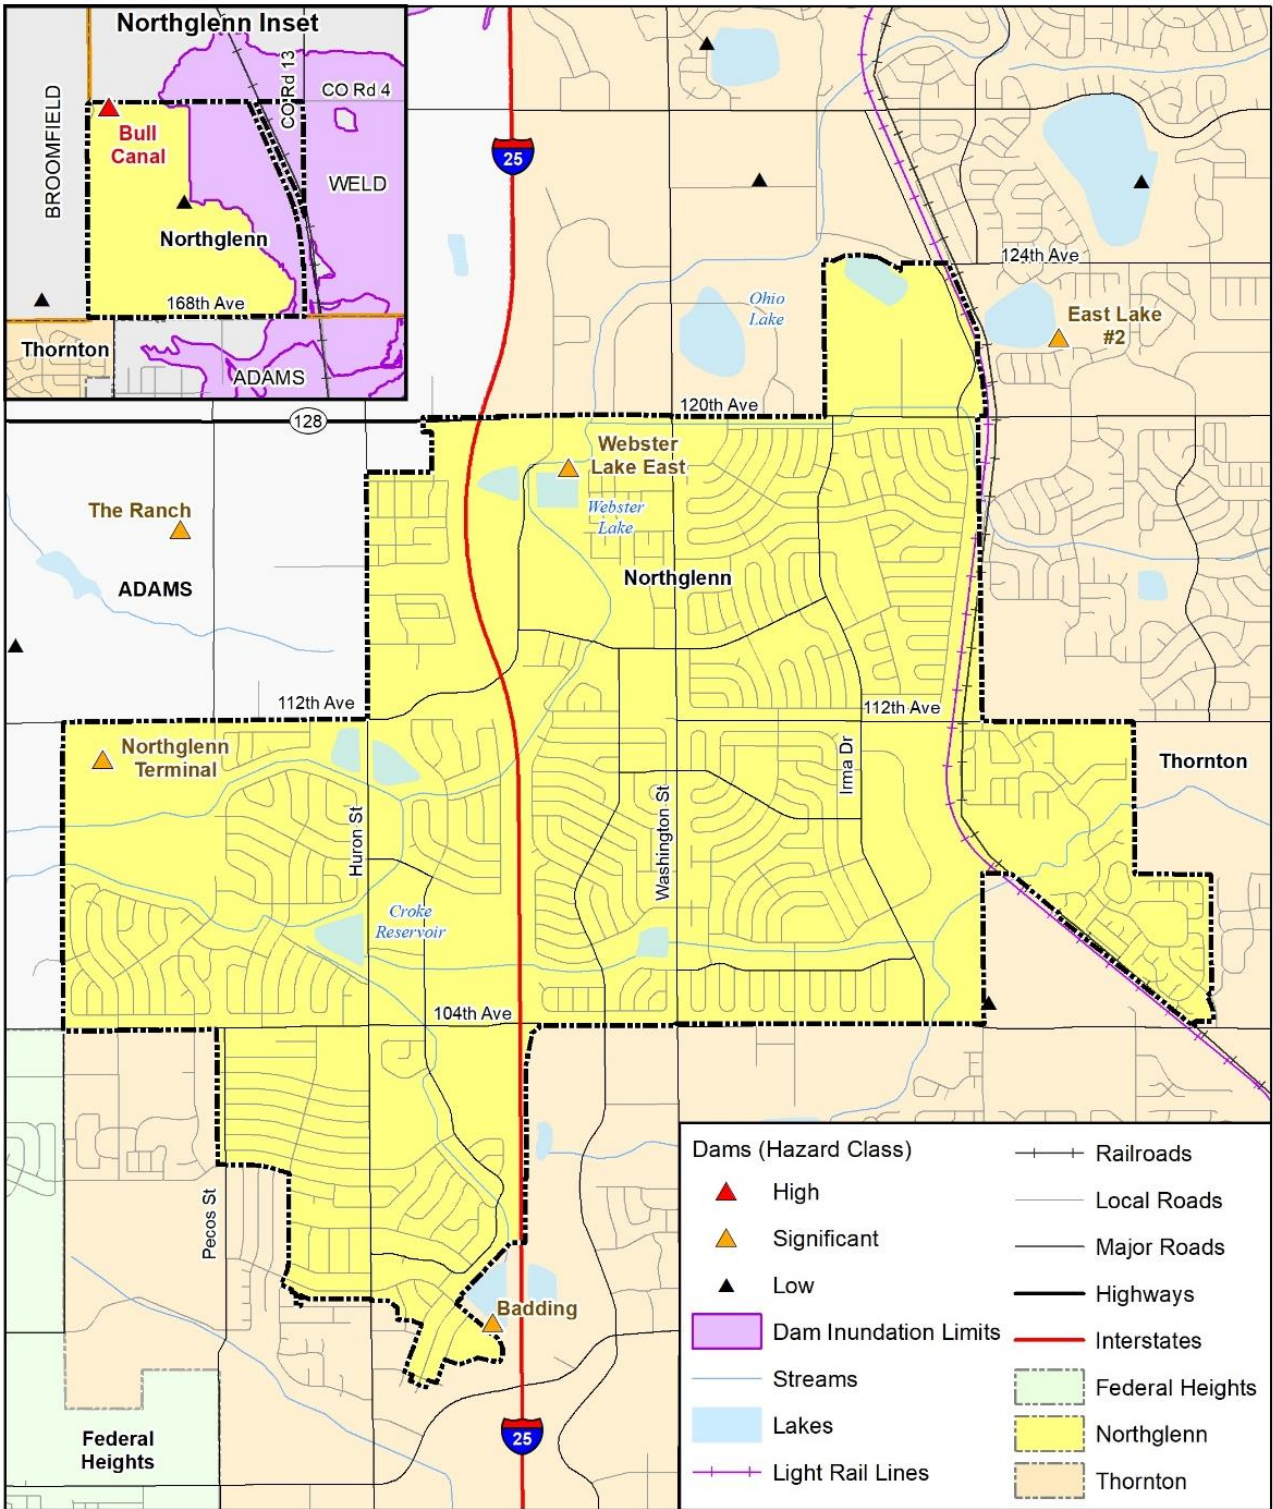 Northglenn Inset
CO Rd 13
CO Rd 4
BROOMFIELD
Bull
Canal
WELD
Northglenn
168th Ave
Thornton
ADAMS
25
124th Ave
Ohio
Lake
East Lake
#2
120th Ave
128
Webster
Lake East
The Ranch
Webster
Lake
Northglenn
ADAMS
112th Ave
112th Ave
Northglenn
Terminal
Irma Dr
Thornton
Huron St
Washington St
Croke
Reservoir
104th Ave
Pecos St
Badding
25
Federal
Heights
Dams (Hazard Class)
High
Significant
Low
Dam Inundation Limits
Streams
Lakes
Light Rail Lines
Railroads
Local Roads
Major Roads
Highways
Interstates
Federal Heights
Northglenn
Thornton